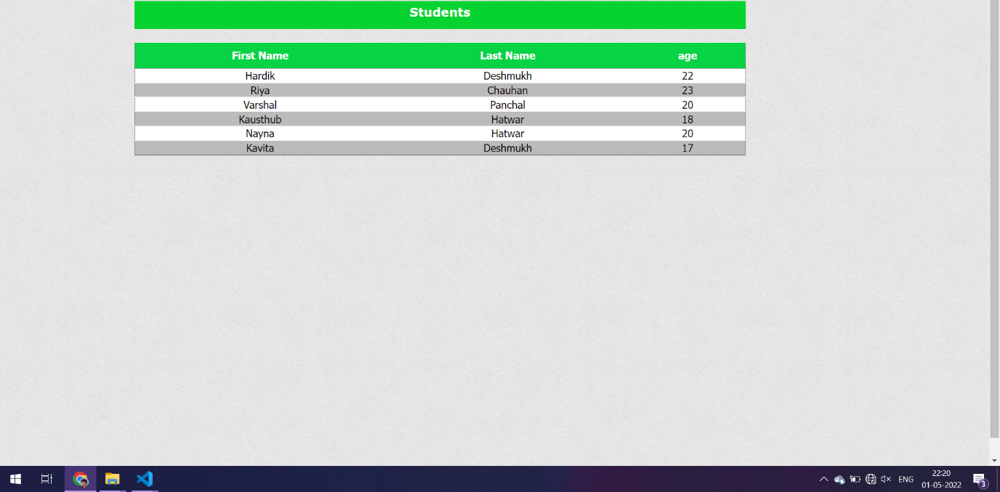 Students
First Name Last Name age
Hardik Deshmukh 22
Riya Chauhan 23
Varshal Panchal 20
Kausthub Hatwar 18
Nayna Hatwar 20
Kavita Deshmukh 17
ENG 22:20
01-05-2022 3